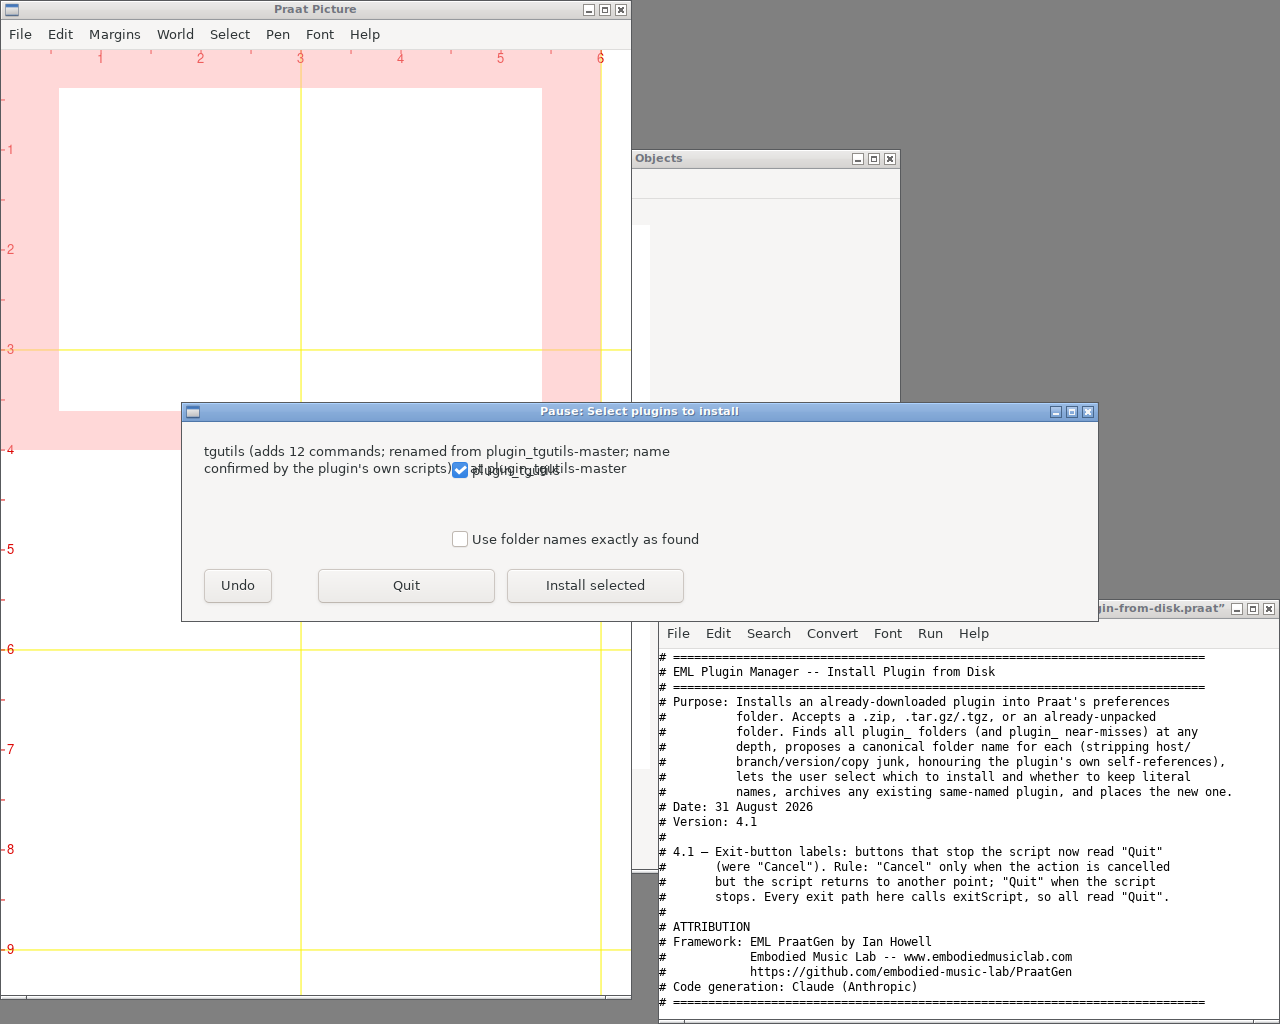 Praat Picture
File Edit Margins World Select Pen Font Help
1 2 3 4 5 6
1
2
3
4
5
6
7
8
9
Objects
Pause: Select plugins to install
tgutils (adds 12 commands; renamed from plugin_tgutils-master; name
confirmed by the plugin's own scripts) at plugin_tgutils-master
plugin_tgutils
Use folder names exactly as found
Undo Quit Install selected
gin-from-disk.praat”
File Edit Search Convert Font Run Help
# ============================================================================
# EML Plugin Manager -- Install Plugin from Disk
# ============================================================================
# Purpose: Installs an already-downloaded plugin into Praat's preferences
#          folder. Accepts a .zip, .tar.gz/.tgz, or an already-unpacked
#          folder. Finds all plugin_ folders (and plugin_ near-misses) at any
#          depth, proposes a canonical folder name for each (stripping host/
#          branch/version/copy junk, honouring the plugin's own self-references),
#          lets the user select which to install and whether to keep literal
#          names, archives any existing same-named plugin, and places the new one.
# Date: 31 August 2026
# Version: 4.1
#
# 4.1 — Exit-button labels: buttons that stop the script now read "Quit"
#       (were "Cancel"). Rule: "Cancel" only when the action is cancelled
#       but the script returns to another point; "Quit" when the script
#       stops. Every exit path here calls exitScript, so all read "Quit".
#
# ATTRIBUTION
# Framework: EML PraatGen by Ian Howell
#            Embodied Music Lab -- www.embodiedmusiclab.com
#            https://github.com/embodied-music-lab/PraatGen
# Code generation: Claude (Anthropic)
# ============================================================================